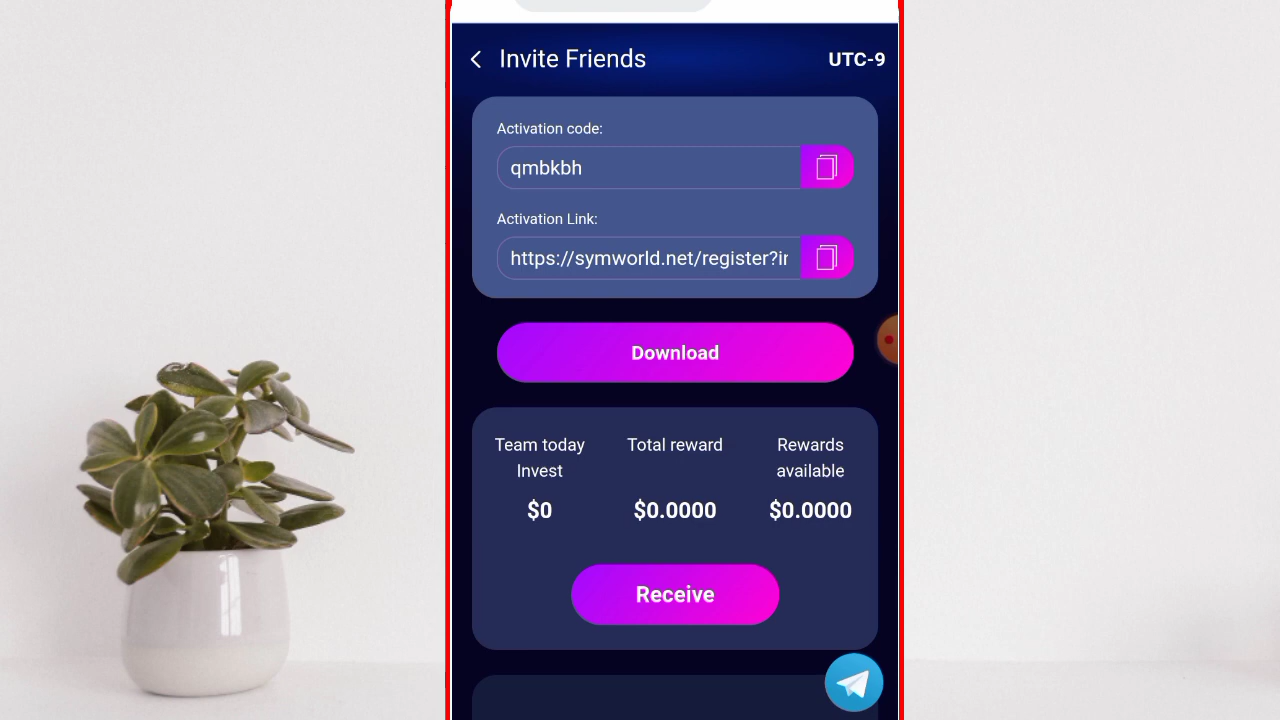 Invite Friends
UTC-9
Activation code:
qmbkbh
Activation Link:
https://symworld.net/register?ir
Download
Team today Invest
Total reward
Rewards available
$0
$0.0000
$0.0000
Receive